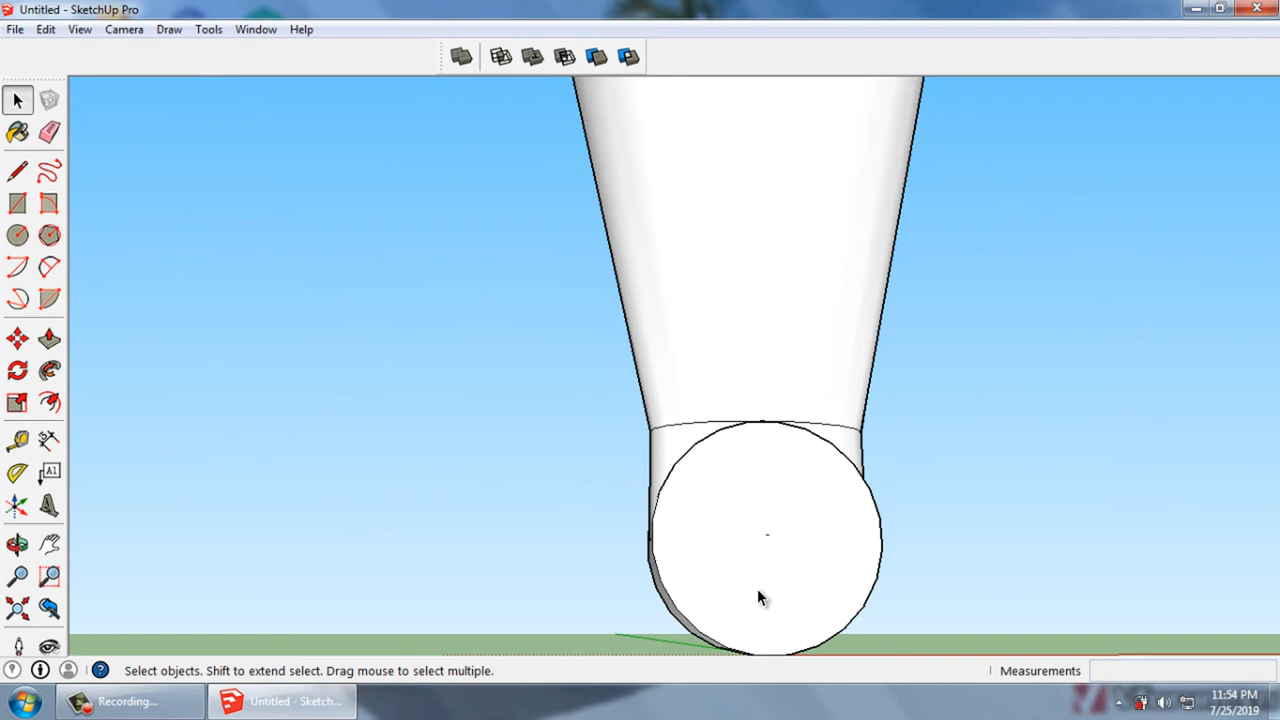 Untitled - SketchUp Pro
File Edit View Camera Draw Tools Window Help
A1
Select objects. Shift to extend select. Drag mouse to select multiple. Measurements
Recording... Untitled - Sketch... 11:54 PM
7/25/2019